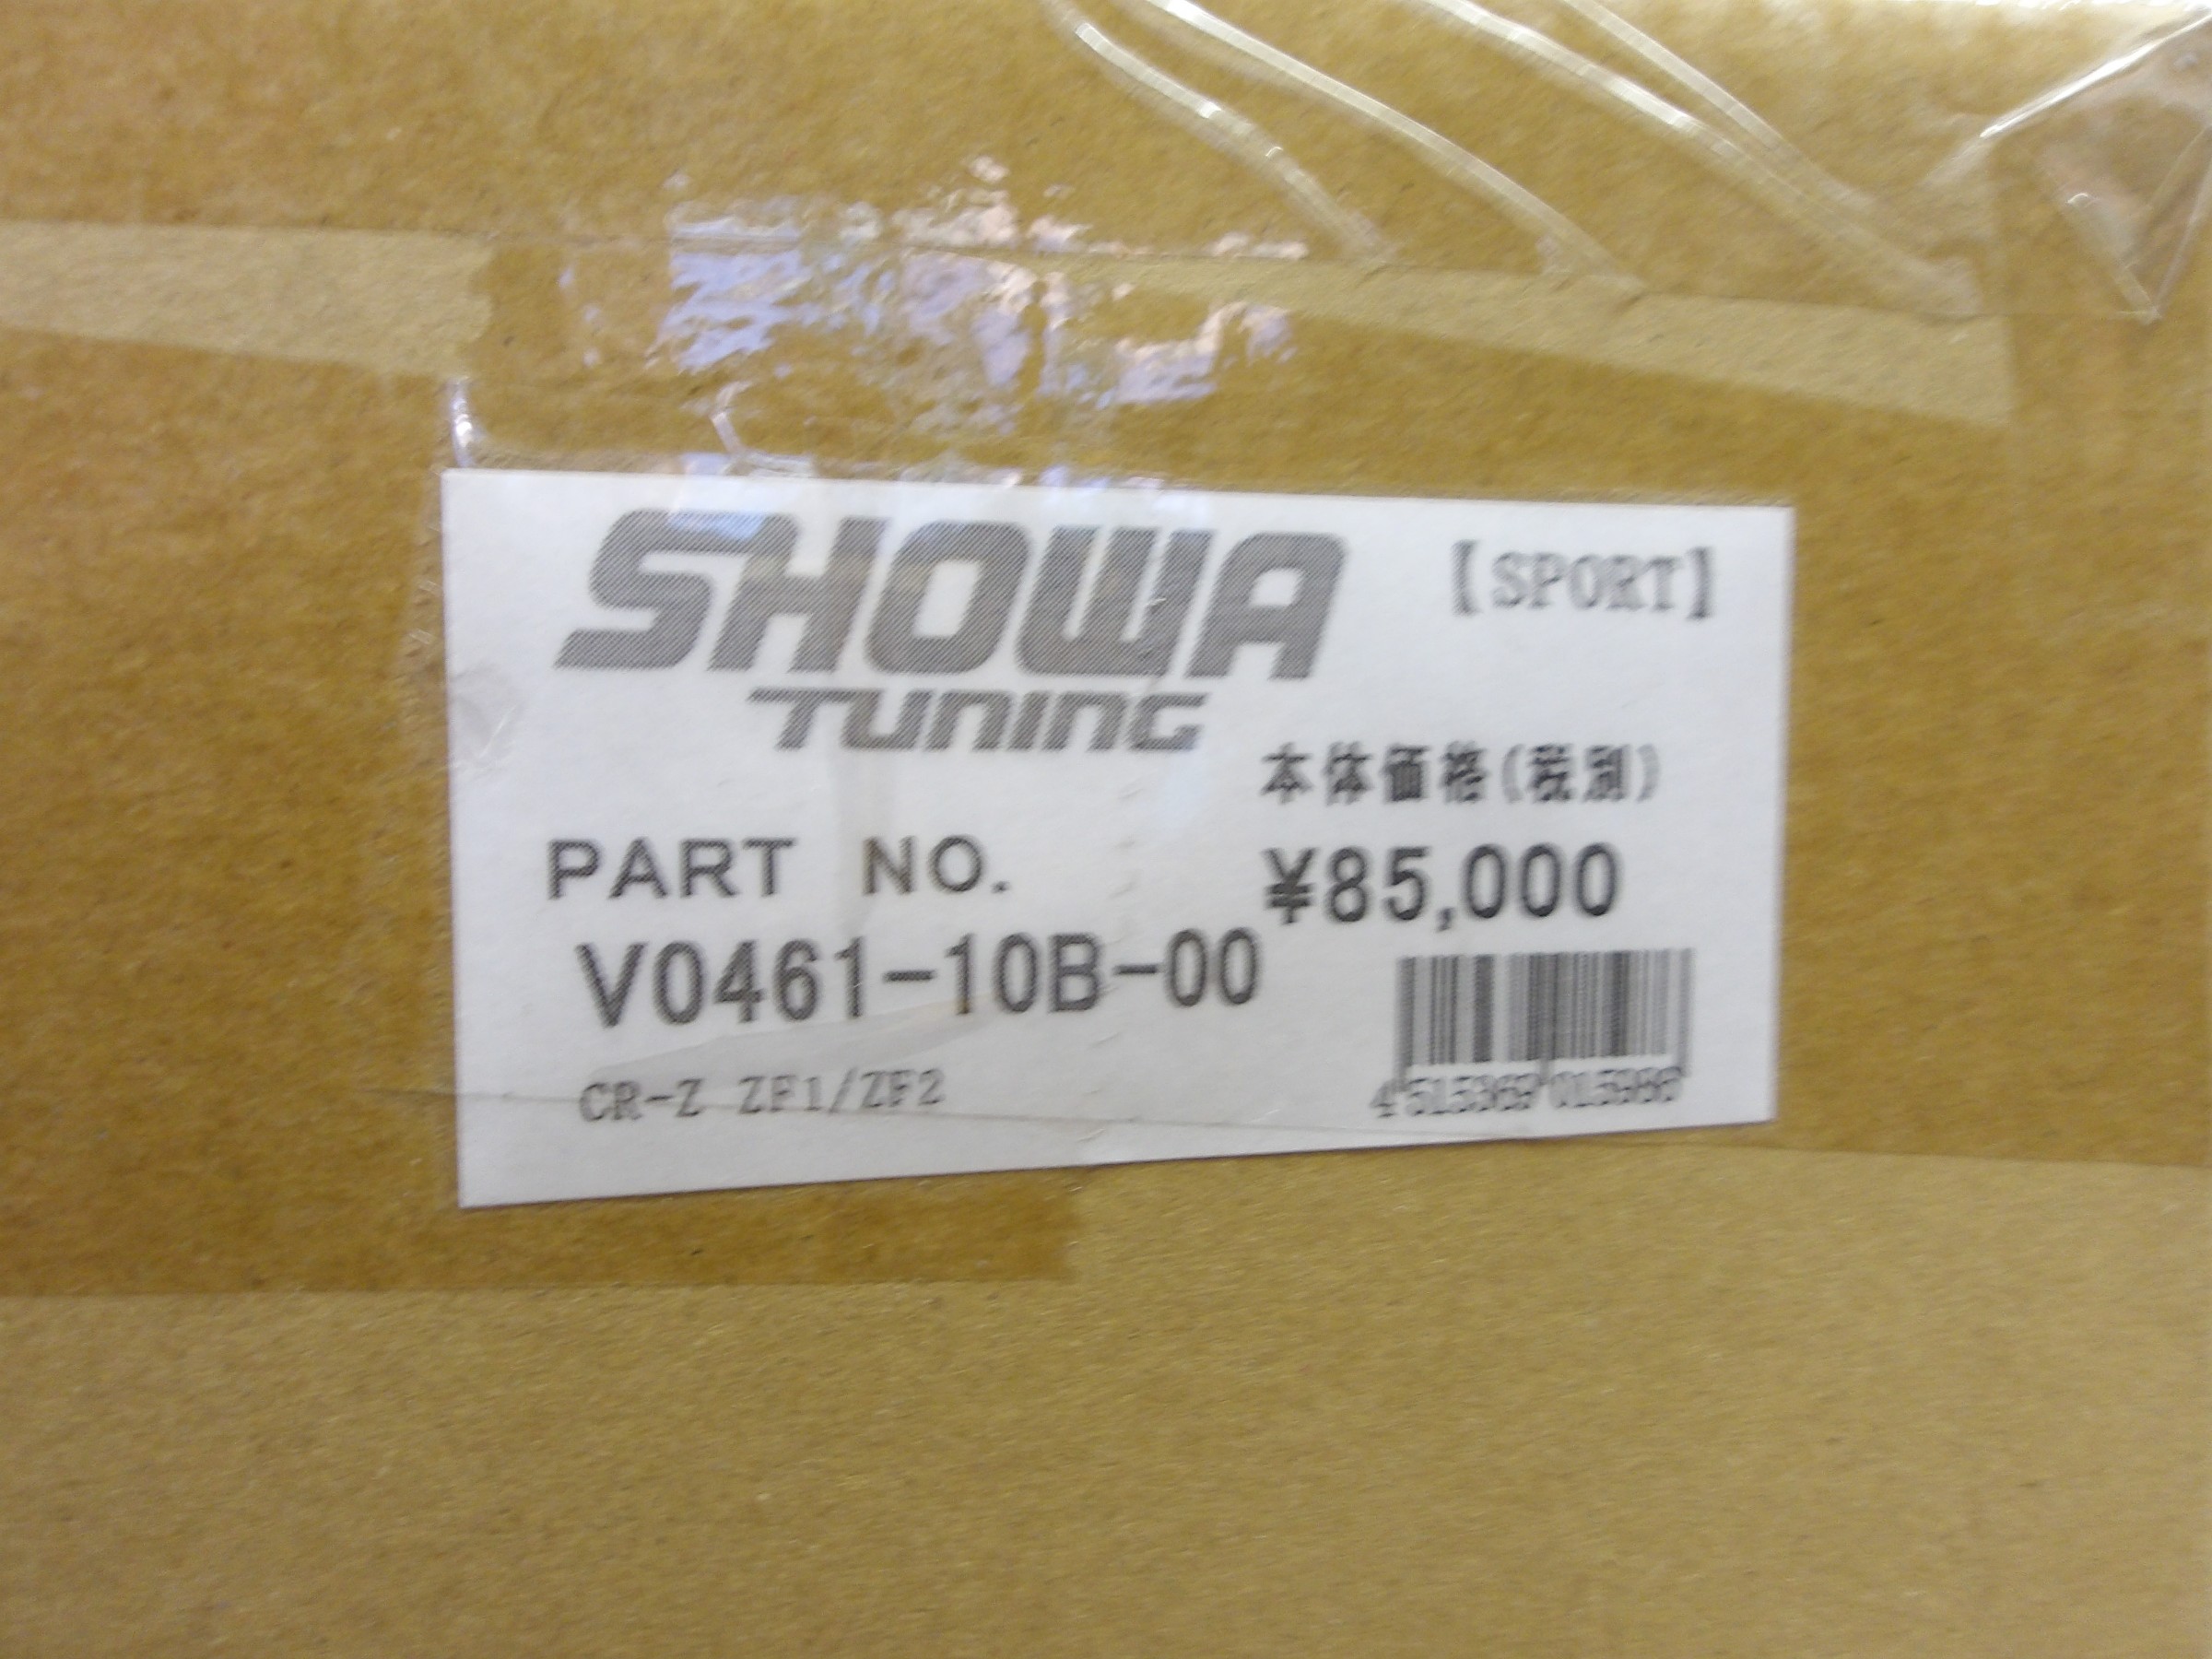 SHOWA
TUNING
【SPORT】
本体価格(税別)
¥85,000
PART NO.
V0461-10B-00
CR-Z ZF1/ZF2